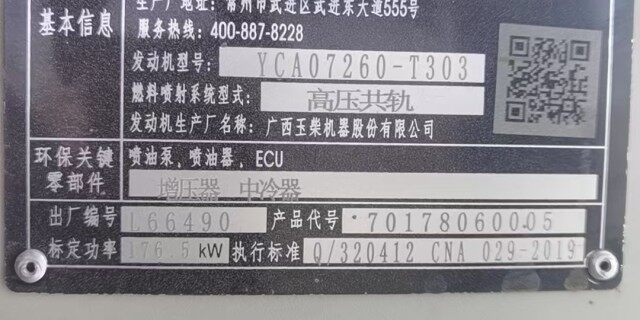 生产厂地址：常州市武进区武进东大道555号
基本信息
服务热线：400-887-8228
发动机型号：YCA07260-T303
燃料喷射系统型式：高压共轨
发动机生产厂名称：广西玉柴机器股份有限公司
环保关键零部件
喷油泵、喷油器、ECU
增压器 中冷器
出厂编号 L66490 产品代号 70178060005
标定功率 176.5kW 执行标准 Q/320412 CNA 029-2019